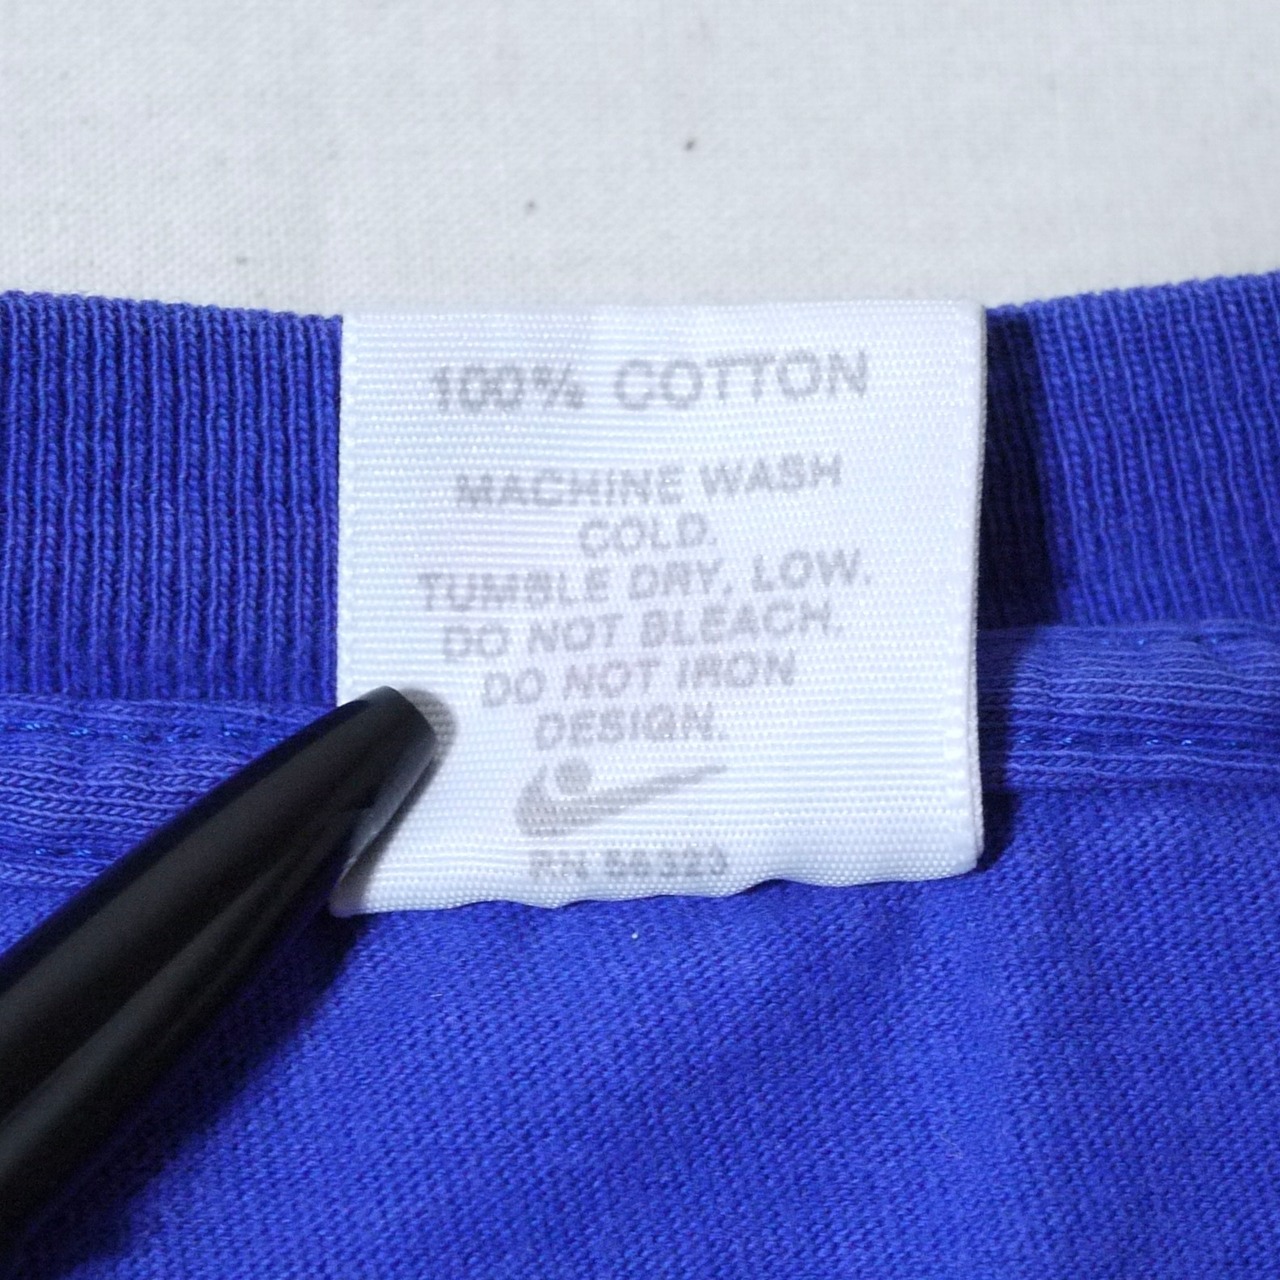 100% COTTON
MACHINE WASH
COLD.
TUMBLE DRY, LOW.
DO NOT BLEACH.
DO NOT IRON
DESIGN.
RN 56323